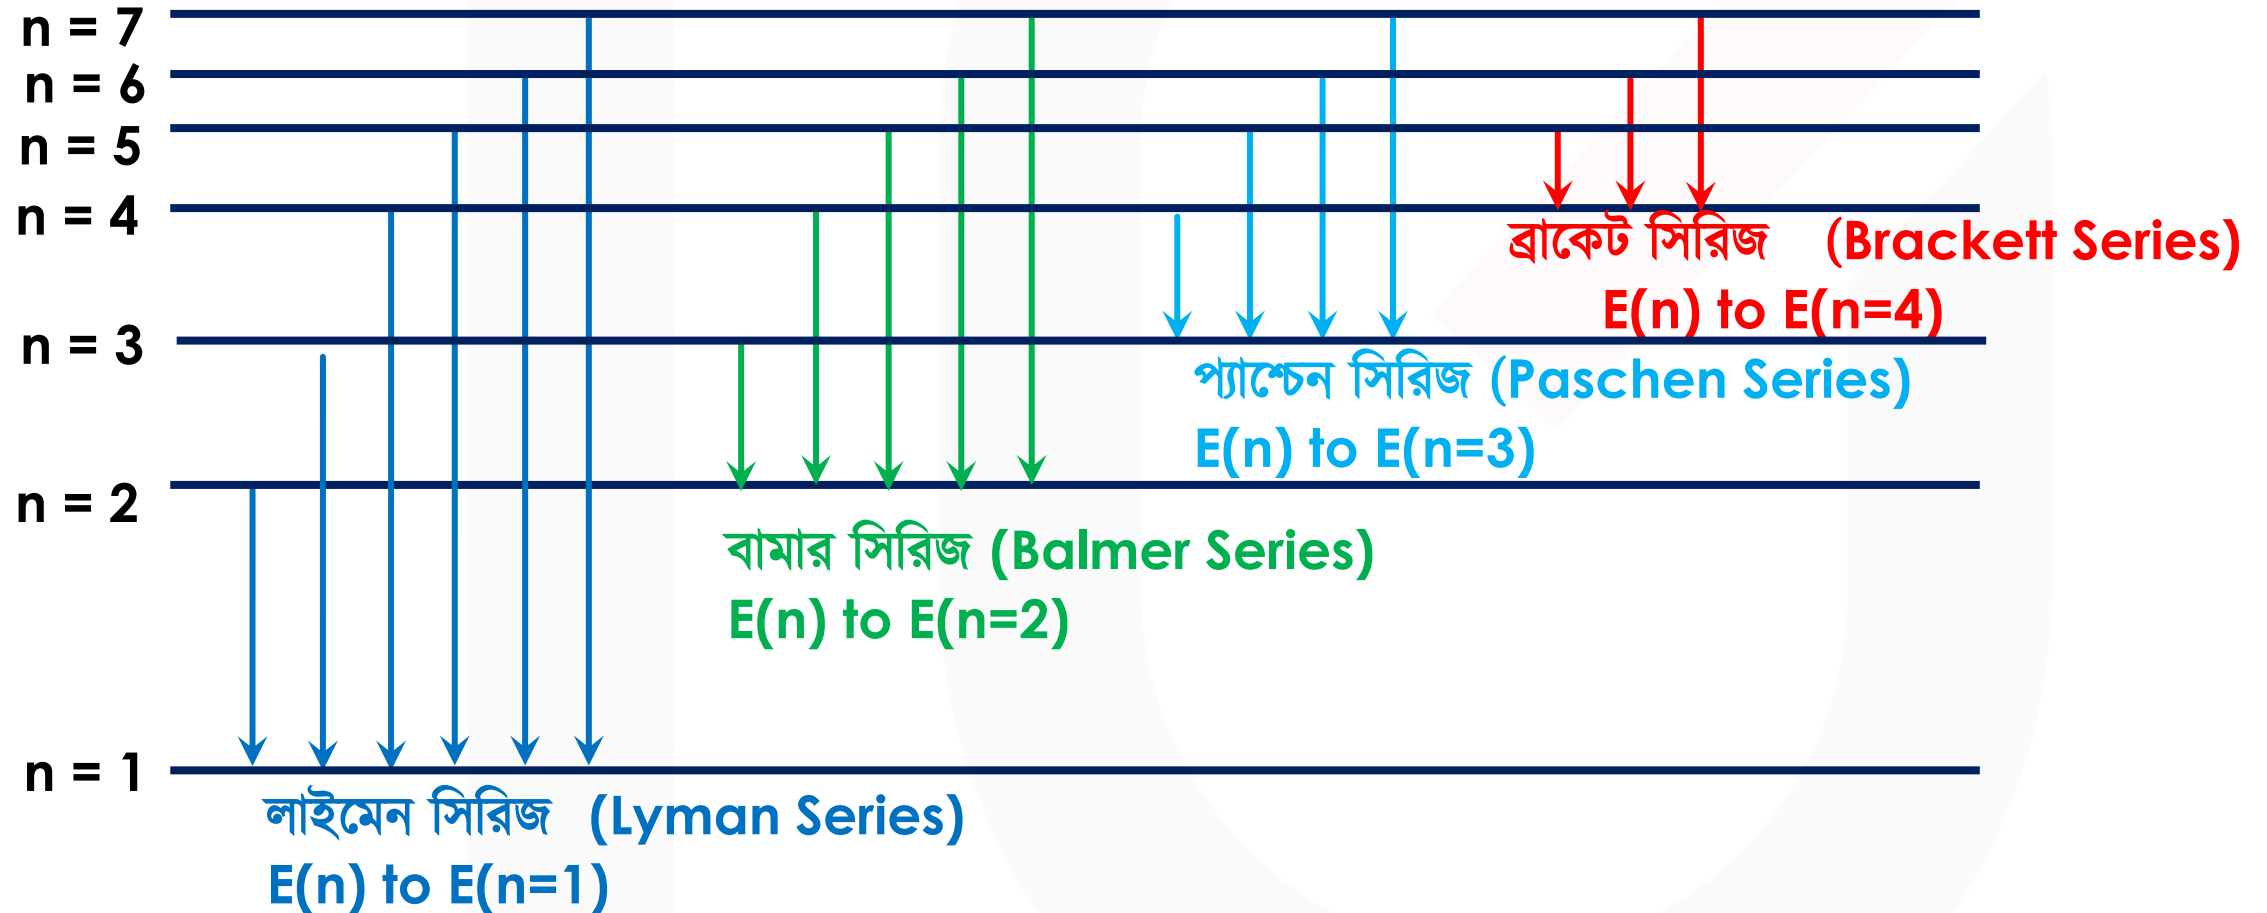 n = 7
n = 6
n = 5
n = 4
ব্রাকেট সিরিজ (Brackett Series)
E(n) to E(n=4)
n = 3
প্যাশ্চেন সিরিজ (Paschen Series)
E(n) to E(n=3)
n = 2
বামার সিরিজ (Balmer Series)
E(n) to E(n=2)
n = 1
লাইমেন সিরিজ (Lyman Series)
E(n) to E(n=1)